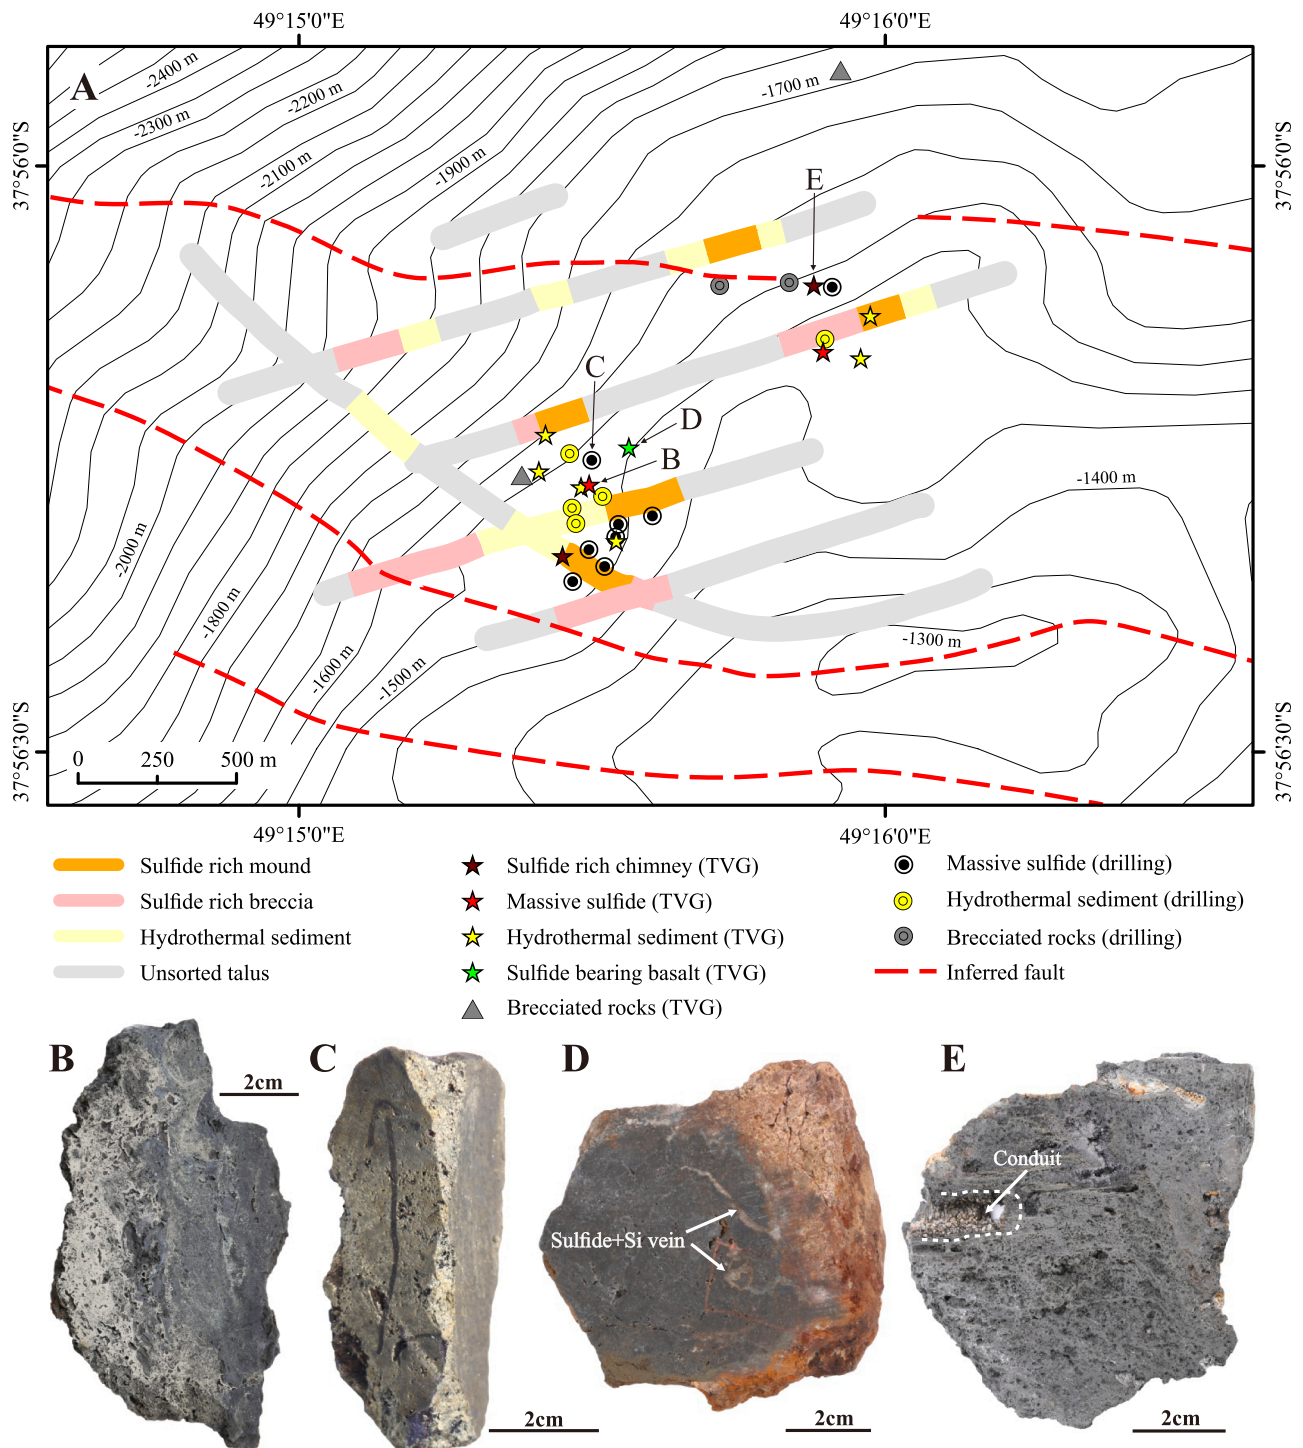 49°15'0"E
49°16'0"E
A
-2400 m
-2300 m
-2200 m
-2100 m
-1900 m
-1700 m
37°56'0"S
37°56'0"S
E
C
D
B
-1400 m
-2000 m
-1800 m
-1600 m
-1500 m
-1300 m
37°56'30"S
37°56'30"S
0 250 500 m
49°15'0"E
49°16'0"E
Sulfide rich mound
Sulfide rich breccia
Hydrothermal sediment
Unsorted talus
Sulfide rich chimney (TVG)
Massive sulfide (TVG)
Hydrothermal sediment (TVG)
Sulfide bearing basalt (TVG)
Brecciated rocks (TVG)
Massive sulfide (drilling)
Hydrothermal sediment (drilling)
Brecciated rocks (drilling)
Inferred fault
B
2cm
C
2cm
D
Sulfide+Si vein
2cm
E
Conduit
2cm